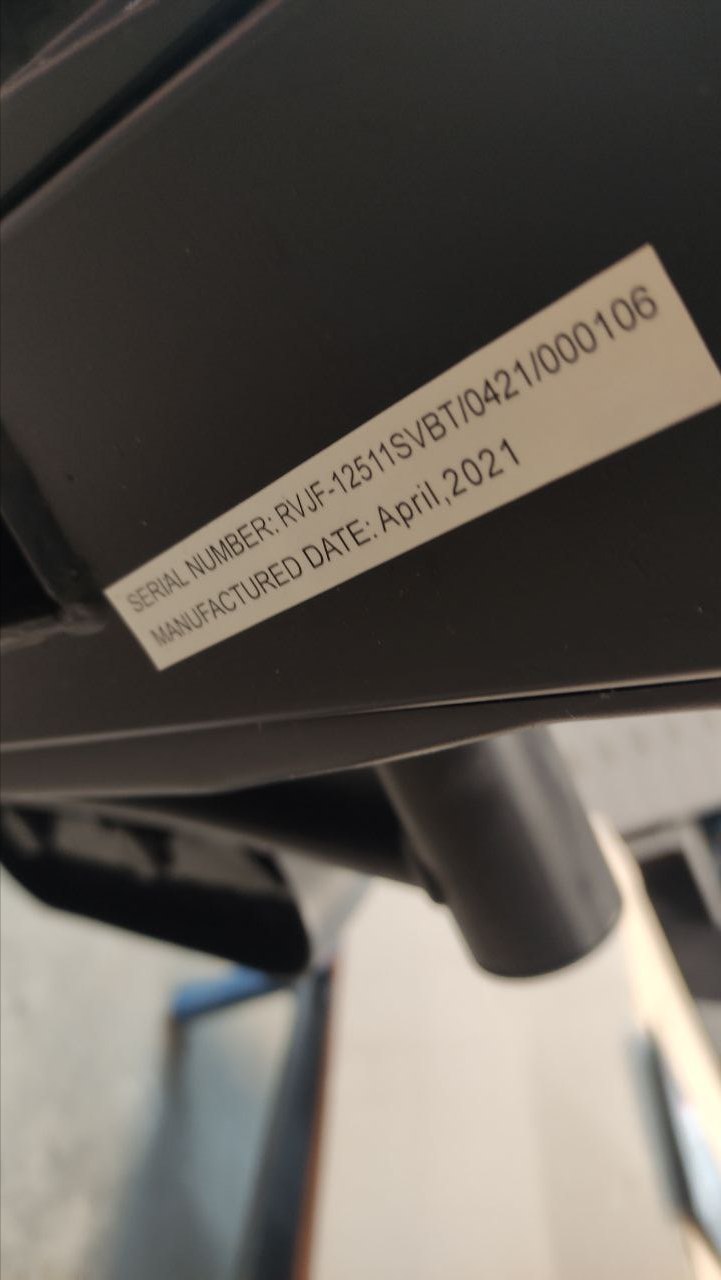 SERIAL NUMBER: RVJF-12511SVBT/0421/000106
MANUFACTURED DATE: April,2021